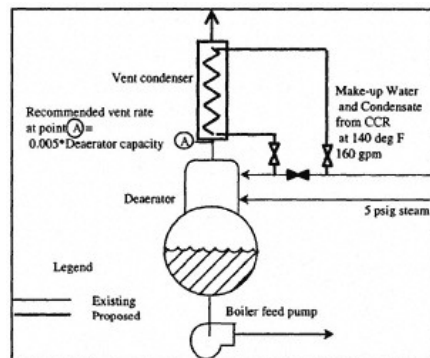 Vent condenser
Make-up Water
and Condensate
from CCR
at 140 deg F
160 gpm
Recommended vent rate
at point A =
0.005*Deaerator capacity
A
Deaerator
5 psig steam
Legend
Existing
Proposed
Boiler feed pump